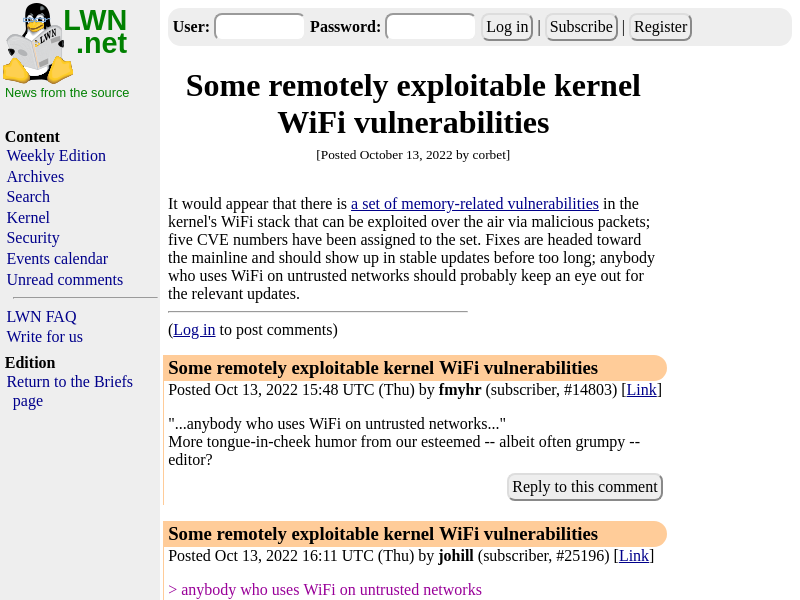 LWN
.net
News from the source
Content
Weekly Edition
Archives
Search
Kernel
Security
Events calendar
Unread comments
LWN FAQ
Write for us
Edition
Return to the Briefs
page
User: Password: Log in | Subscribe | Register
Some remotely exploitable kernel
WiFi vulnerabilities
[Posted October 13, 2022 by corbet]
It would appear that there is a set of memory-related vulnerabilities in the
kernel's WiFi stack that can be exploited over the air via malicious packets;
five CVE numbers have been assigned to the set. Fixes are headed toward
the mainline and should show up in stable updates before too long; anybody
who uses WiFi on untrusted networks should probably keep an eye out for
the relevant updates.
(Log in to post comments)
Some remotely exploitable kernel WiFi vulnerabilities
Posted Oct 13, 2022 15:48 UTC (Thu) by fmyhr (subscriber, #14803) [Link]
"...anybody who uses WiFi on untrusted networks..."
More tongue-in-cheek humor from our esteemed -- albeit often grumpy --
editor?
Reply to this comment
Some remotely exploitable kernel WiFi vulnerabilities
Posted Oct 13, 2022 16:11 UTC (Thu) by johill (subscriber, #25196) [Link]
> anybody who uses WiFi on untrusted networks